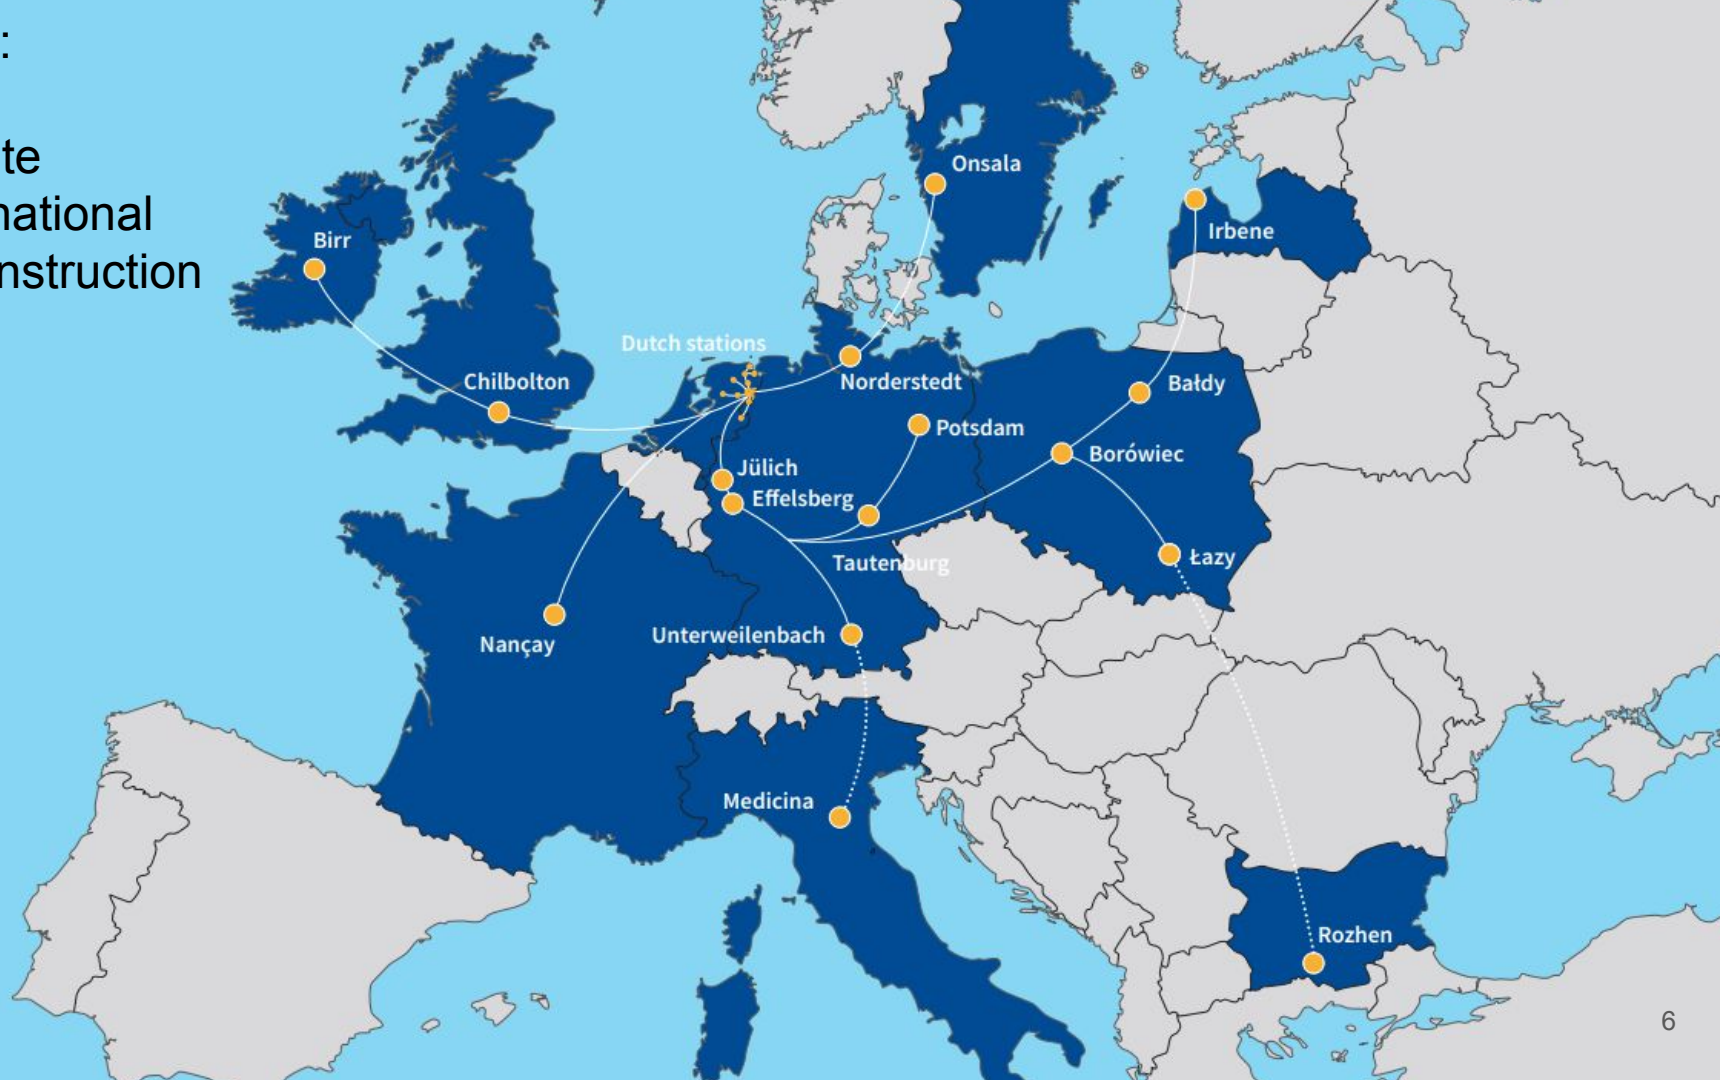 :
te
national
nstruction
Onsala
Irbene
Birr
Dutch stations
Chilbolton
Norderstedt
Bałdy
Potsdam
Borówiec
Jülich
Effelsberg
Łazy
Tautenburg
Unterweilenbach
Nançay
Medicina
Rozhen
6